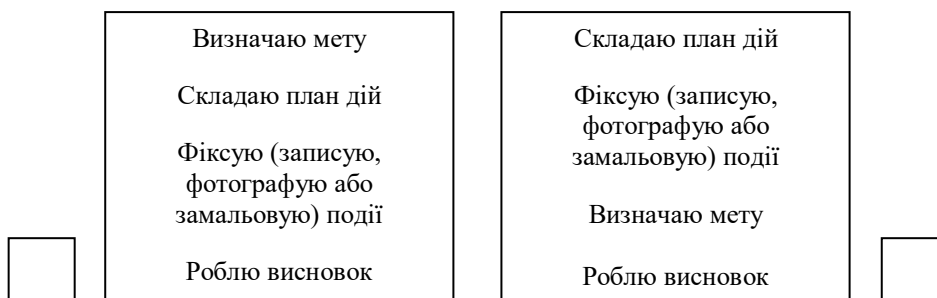 Визначаю мету
Складаю план дій
Фіксую (записую,
фотографую або
замальовую) події
Роблю висновок
Складаю план дій
Фіксую (записую,
фотографую або
замальовую) події
Визначаю мету
Роблю висновок